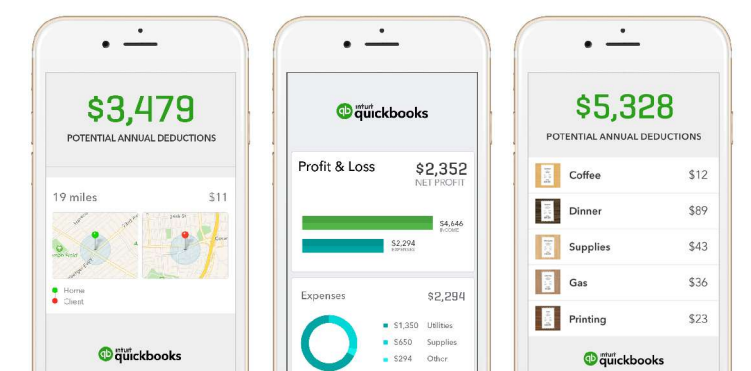 $3,479
POTENTIAL ANNUAL DEDUCTIONS
19 miles $11
Home
Client
intuit
quickbooks
qb intuit
quickbooks
Profit & Loss $2,352
NET PROFIT
$4,646
INCOME
$2,294
EXPENSES
Expenses $2,294
$1,350 Utilities
$650 Supplies
$294 Other
$5,328
POTENTIAL ANNUAL DEDUCTIONS
Coffee $12
Dinner $89
Supplies $43
Gas $36
Printing $23
qb intuit
quickbooks